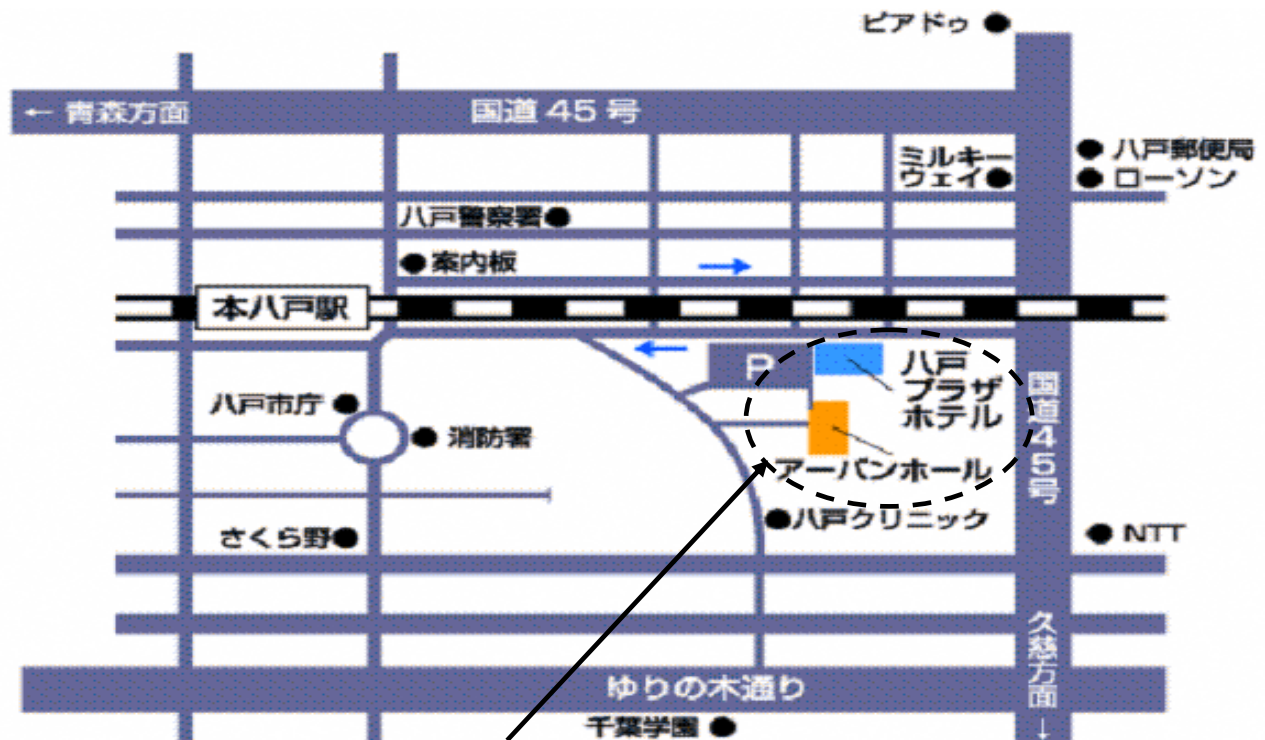 ピアドゥ
← 青森方面
国道 45 号
ミルキー
ウェイ
八戸郵便局
ローソン
八戸警察署
案内板
本八戸駅
P
八戸
プラザ
ホテル
国道45号
八戸市庁
消防署
アーバンホール
八戸クリニック
さくら野
NTT
久慈方面↓
ゆりの木通り
千葉学園